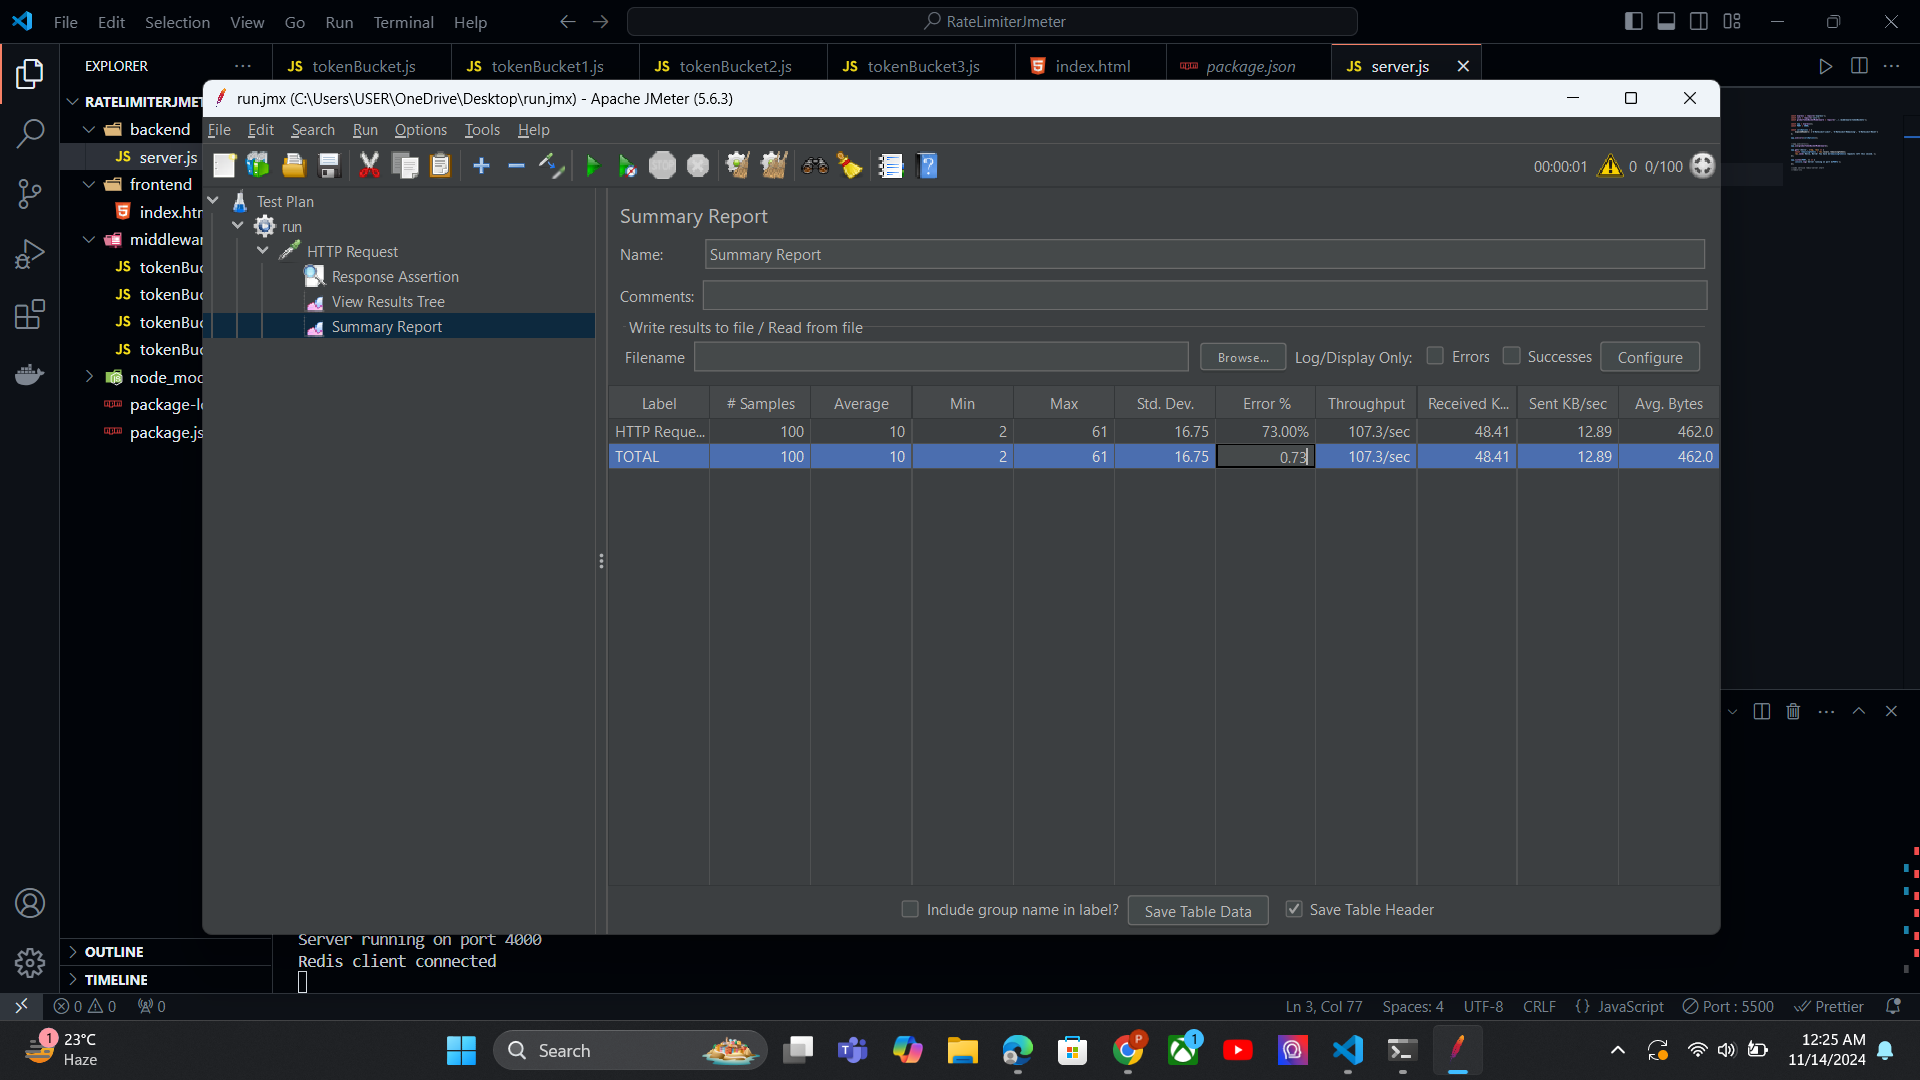 File Edit Selection View Go Run Terminal Help RateLimiterJmeter
EXPLORER ... JS tokenBucket.js JS tokenBucket1.js JS tokenBucket2.js JS tokenBucket3.js index.html package.json JS server.js
RATELIMITERJMET
backend
JS server.js
frontend
index.htm
middlewar
JS tokenBuc
JS tokenBuc
JS tokenBuc
JS tokenBuc
node_mod
package-lo
package.js
OUTLINE
TIMELINE
run.jmx (C:\Users\USER\OneDrive\Desktop\run.jmx) - Apache JMeter (5.6.3)
File Edit Search Run Options Tools Help
00:00:01 0 0/100
Test Plan
run
HTTP Request
Response Assertion
View Results Tree
Summary Report
Summary Report
Name: Summary Report
Comments:
Write results to file / Read from file
Filename Browse... Log/Display Only: Errors Successes Configure
Label # Samples Average Min Max Std. Dev. Error % Throughput Received K... Sent KB/sec Avg. Bytes
HTTP Reque... 100 10 2 61 16.75 73.00% 107.3/sec 48.41 12.89 462.0
TOTAL 100 10 2 61 16.75 0.73 107.3/sec 48.41 12.89 462.0
Include group name in label? Save Table Data Save Table Header
Server running on port 4000
Redis client connected
0 0 0 Ln 3, Col 77 Spaces: 4 UTF-8 CRLF {} JavaScript Port : 5500 Prettier
1 23°C
Haze
Search
P 1
12:25 AM
11/14/2024